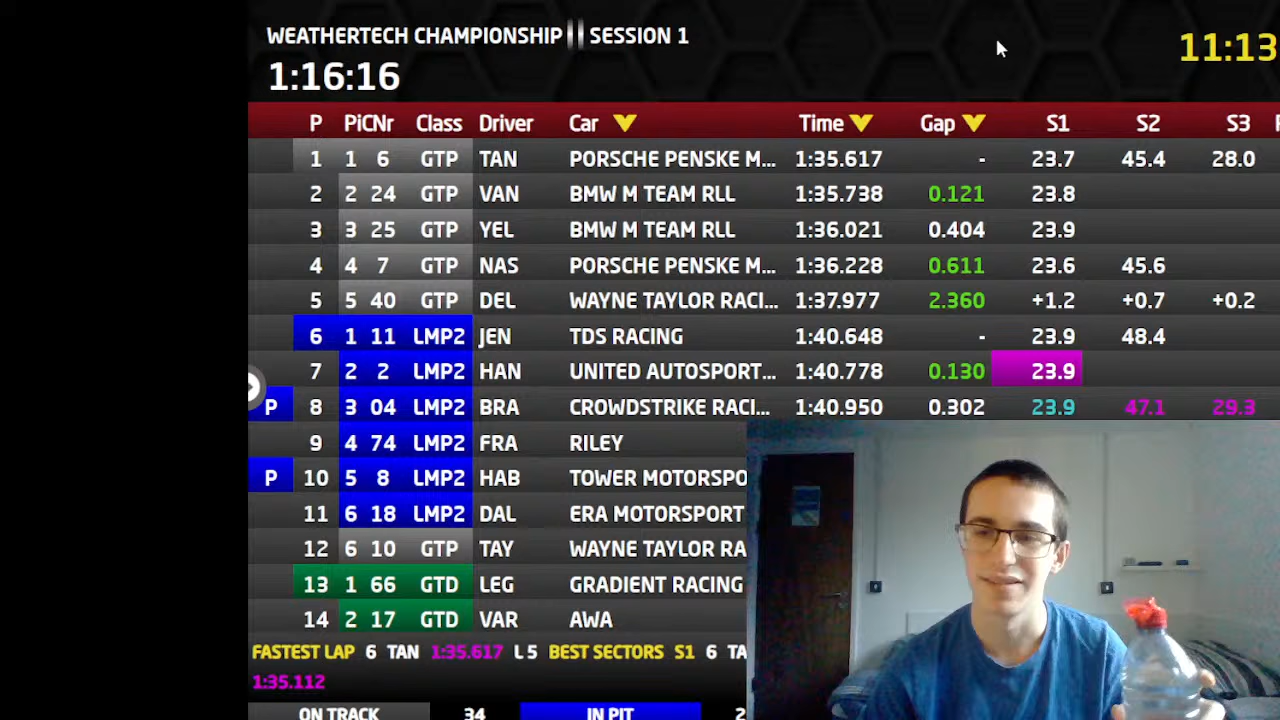 WEATHERTECH CHAMPIONSHIP SESSION 1
1:16:16
11:13
P PiC Nr Class Driver Car Time Gap S1 S2 S3
1 1 6 GTP TAN PORSCHE PENSKE M... 1:35.617 - 23.7 45.4 28.0
2 2 24 GTP VAN BMW M TEAM RLL 1:35.738 0.121 23.8
3 3 25 GTP YEL BMW M TEAM RLL 1:36.021 0.404 23.9
4 4 7 GTP NAS PORSCHE PENSKE M... 1:36.228 0.611 23.6 45.6
5 5 40 GTP DEL WAYNE TAYLOR RACI... 1:37.977 2.360 +1.2 +0.7 +0.2
6 1 11 LMP2 JEN TDS RACING 1:40.648 - 23.9 48.4
7 2 2 LMP2 HAN UNITED AUTOSPORT... 1:40.778 0.130 23.9
P 8 3 04 LMP2 BRA CROWDSTRIKE RACI... 1:40.950 0.302 23.9 47.1 29.3
9 4 74 LMP2 FRA RILEY
P 10 5 8 LMP2 HAB TOWER MOTORSPO
11 6 18 LMP2 DAL ERA MOTORSPORT
12 6 10 GTP TAY WAYNE TAYLOR RA
13 1 66 GTD LEG GRADIENT RACING
14 2 17 GTD VAR AWA
FASTEST LAP 6 TAN 1:35.617 L 5 BEST SECTORS S1 6 TA
1:35.112
ON TRACK 34 IN PIT 2